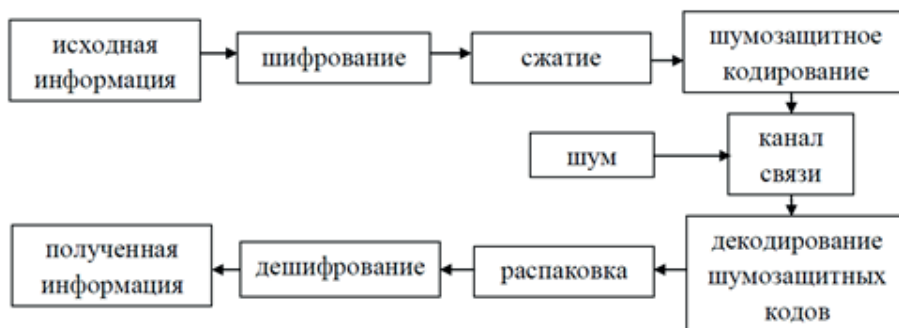 исходная
информация
шифрование
сжатие
шумозащитное
кодирование
шум
канал
связи
полученная
информация
дешифрование
распаковка
декодирование
шумозащитных
кодов